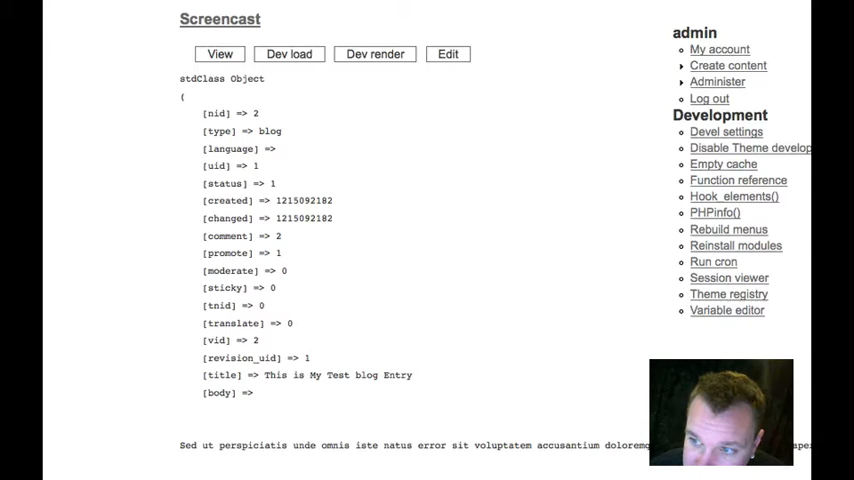 Screencast
View
Dev load
Dev render
Edit
stdClass Object
(
[nid] => 2
[type] => blog
[language] =>
[uid] => 1
[status] => 1
[created] => 1215092182
[changed] => 1215092182
[comment] => 2
[promote] => 1
[moderate] => 0
[sticky] => 0
[tnid] => 0
[translate] => 0
[vid] => 2
[revision_uid] => 1
[title] => This is My Test blog Entry
[body] =>
Sed ut perspiciatis unde omnis iste natus error sit voluptatem accusantium
admin
My account
Create content
Administer
Log out
Development
Devel settings
Disable Theme develop
Empty cache
Function reference
Hook_elements()
PHPinfo()
Rebuild menus
Reinstall modules
Run cron
Session viewer
Theme registry
Variable editor